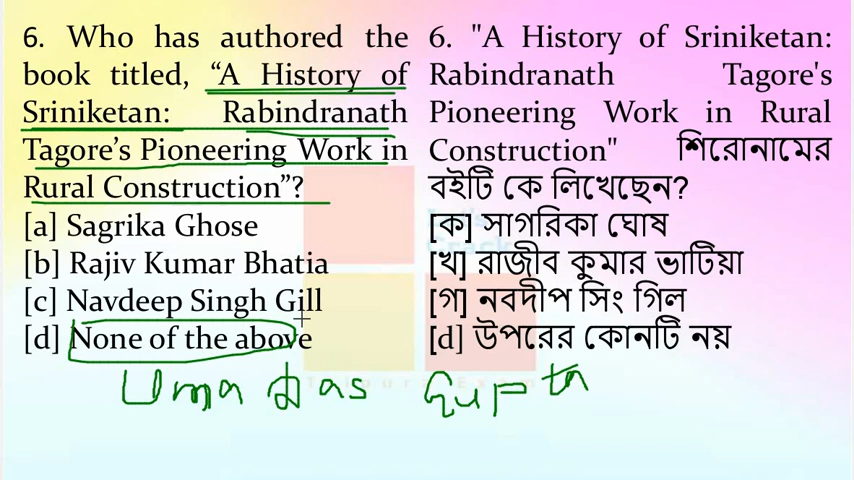 6. Who has authored the
book titled, “A History of
Sriniketan: Rabindranath
Tagore’s Pioneering Work in
Rural Construction”?
[a] Sagrika Ghose
[b] Rajiv Kumar Bhatia
[c] Navdeep Singh Gill
[d] None of the above
6. "A History of Sriniketan:
Rabindranath Tagore's
Pioneering Work in Rural
Construction" শিরোনামের
বইটি কে লিখেছেন?
[ক] সাগরিকা ঘোষ
[খ] রাজীব কুমার ভাটিয়া
[গ] নবদীপ সিং গিল
[d] উপরের কোনটি নয়
Uma das Gupta